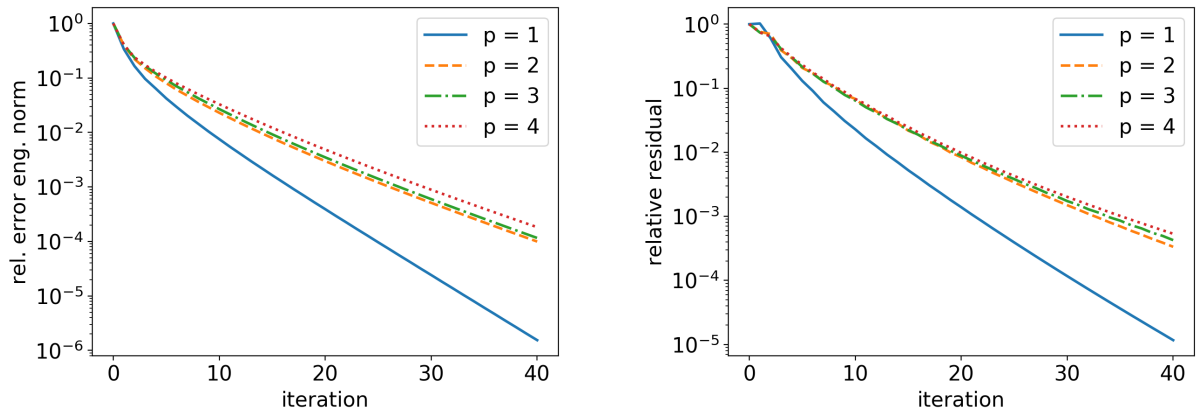 rel. error eng. norm
10^0
10^-1
10^-2
10^-3
10^-4
10^-5
10^-6
0 10 20 30 40
iteration
p = 1
p = 2
p = 3
p = 4
relative residual
10^0
10^-1
10^-2
10^-3
10^-4
10^-5
0 10 20 30 40
iteration
p = 1
p = 2
p = 3
p = 4